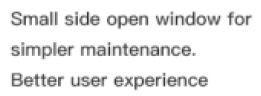 Small side open window for
simpler maintenance.
Better user experience